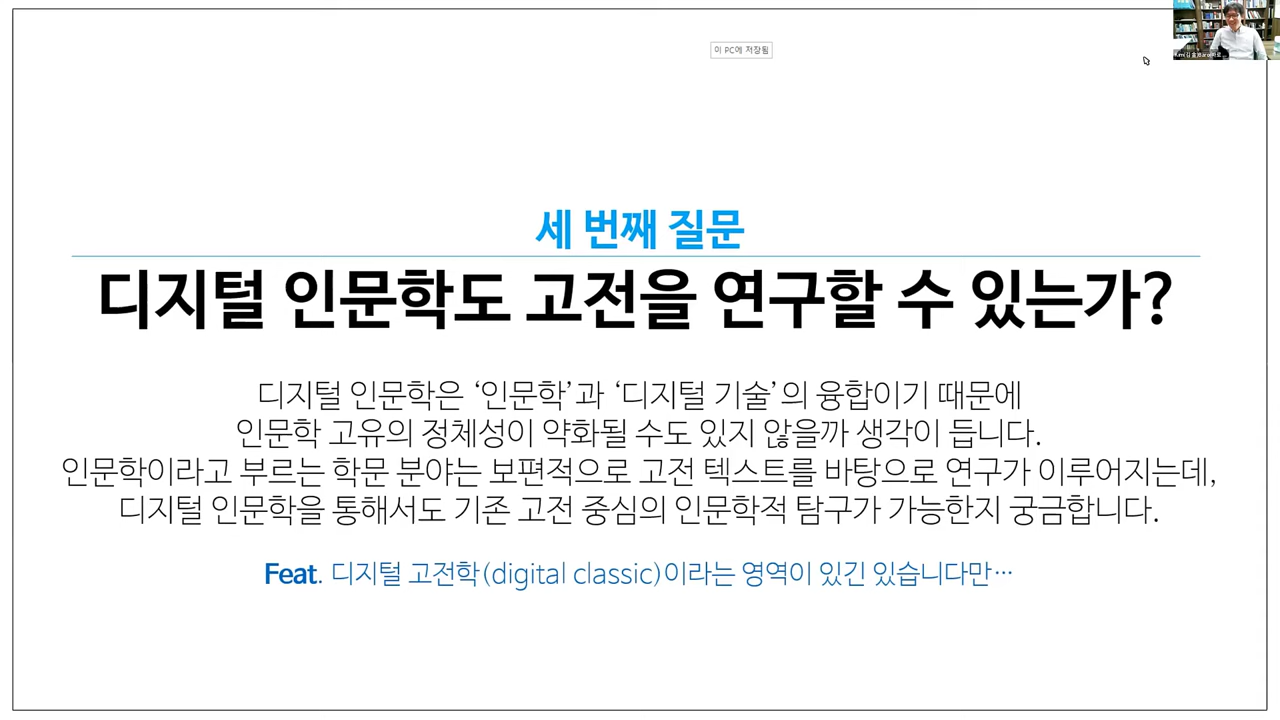 이 PC에 저장됨
세 번째 질문
디지털 인문학도 고전을 연구할 수 있는가?
디지털 인문학은 ‘인문학’과 ‘디지털 기술’의 융합이기 때문에
인문학 고유의 정체성이 약화될 수도 있지 않을까 생각이 듭니다.
인문학이라고 부르는 학문 분야는 보편적으로 고전 텍스트를 바탕으로 연구가 이루어지는데,
디지털 인문학을 통해서도 기존 고전 중심의 인문학적 탐구가 가능한지 궁금합니다.
Feat. 디지털 고전학(digital classic)이라는 영역이 있긴 있습니다만…